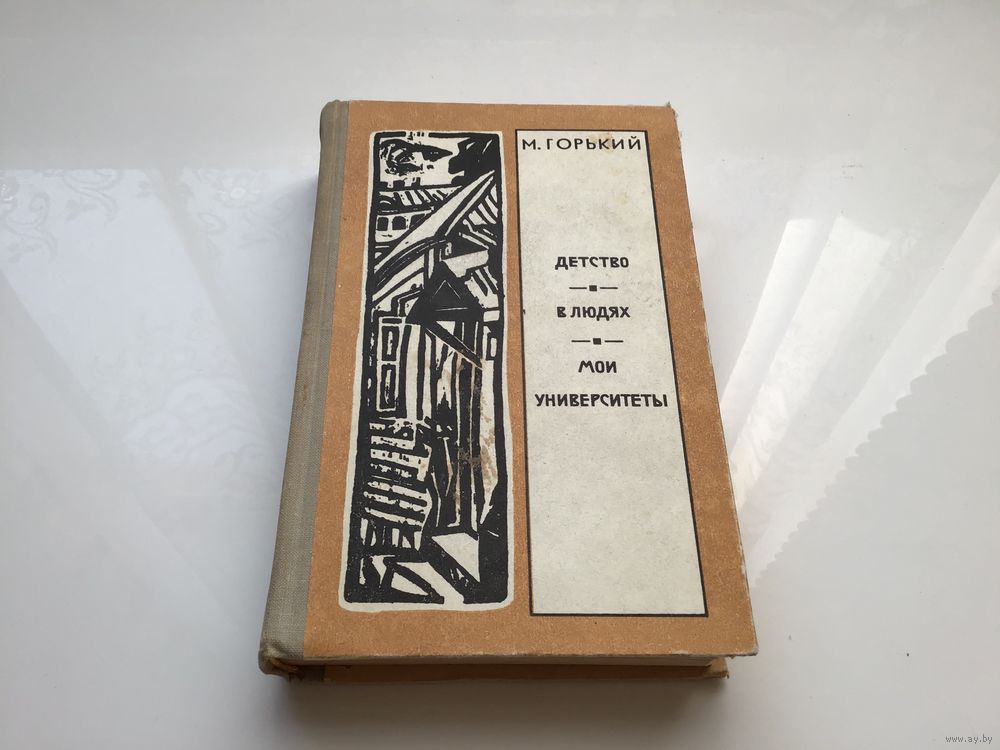 М. ГОРЬКИЙ
ДЕТСТВО
В ЛЮДЯХ
МОИ
УНИВЕРСИТЕТЫ
www.ay.by